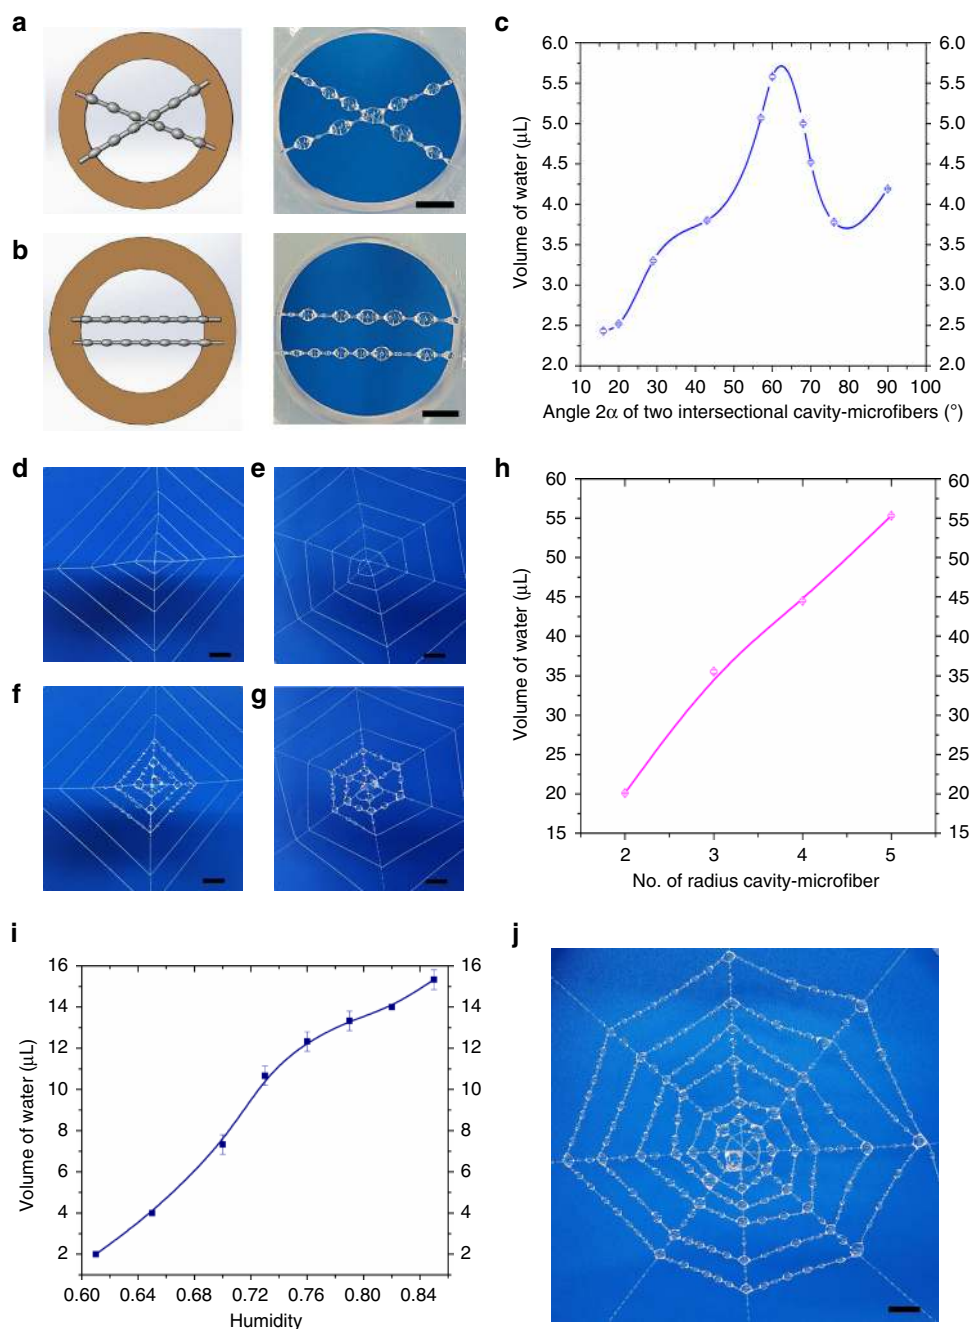 a
b
c
6.0
5.5
5.0
4.5
4.0
3.5
3.0
2.5
2.0
6.0
5.5
5.0
4.5
4.0
3.5
3.0
2.5
2.0
Volume of water (μL)
10 20 30 40 50 60 70 80 90 100
Angle 2α of two intersectional cavity-microfibers (°)
d
e
f
g
h
60
55
50
45
40
35
30
25
20
15
60
55
50
45
40
35
30
25
20
15
Volume of water (μL)
2 3 4 5
No. of radius cavity-microfiber
i
16
14
12
10
8
6
4
2
16
14
12
10
8
6
4
2
Volume of water (μL)
0.60 0.64 0.68 0.72 0.76 0.80 0.84
Humidity
j